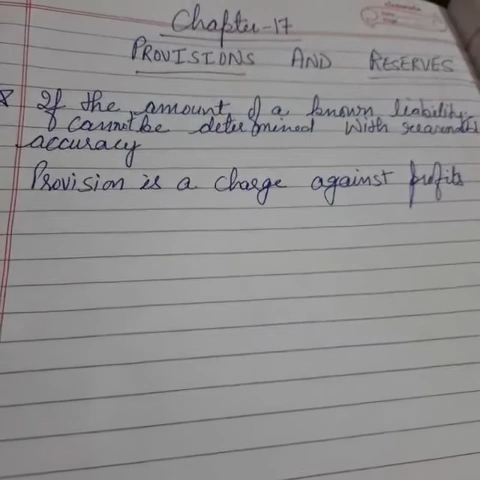 Chapter-17
PROVISIONS AND RESERVES
If the amount of a known liability
cannot be determined with
accuracy
Provision is a charge against profits